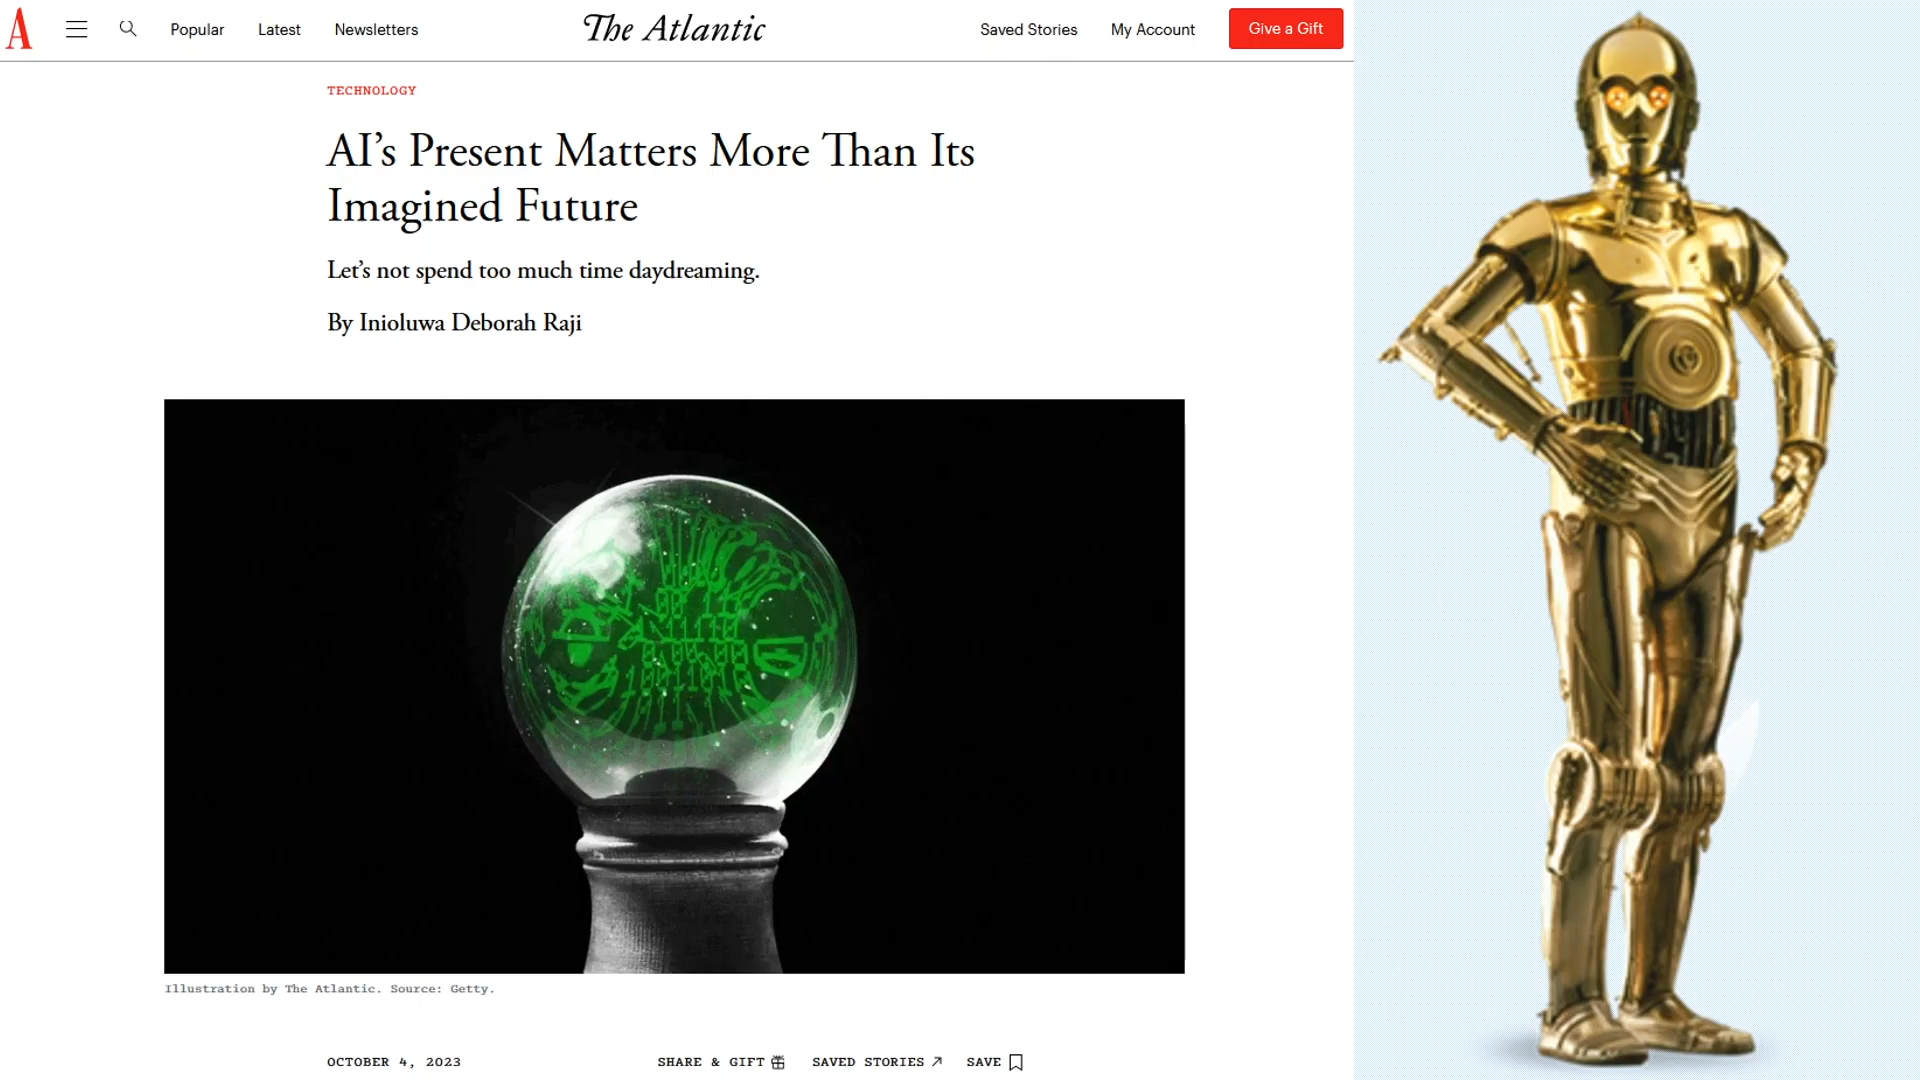 A
Popular
Latest
Newsletters
The Atlantic
Saved Stories
My Account
Give a Gift
TECHNOLOGY
AI’s Present Matters More Than Its
Imagined Future
Let’s not spend too much time daydreaming.
By Inioluwa Deborah Raji
Illustration by The Atlantic. Source: Getty.
OCTOBER 4, 2023
SHARE & GIFT
SAVED STORIES
SAVE